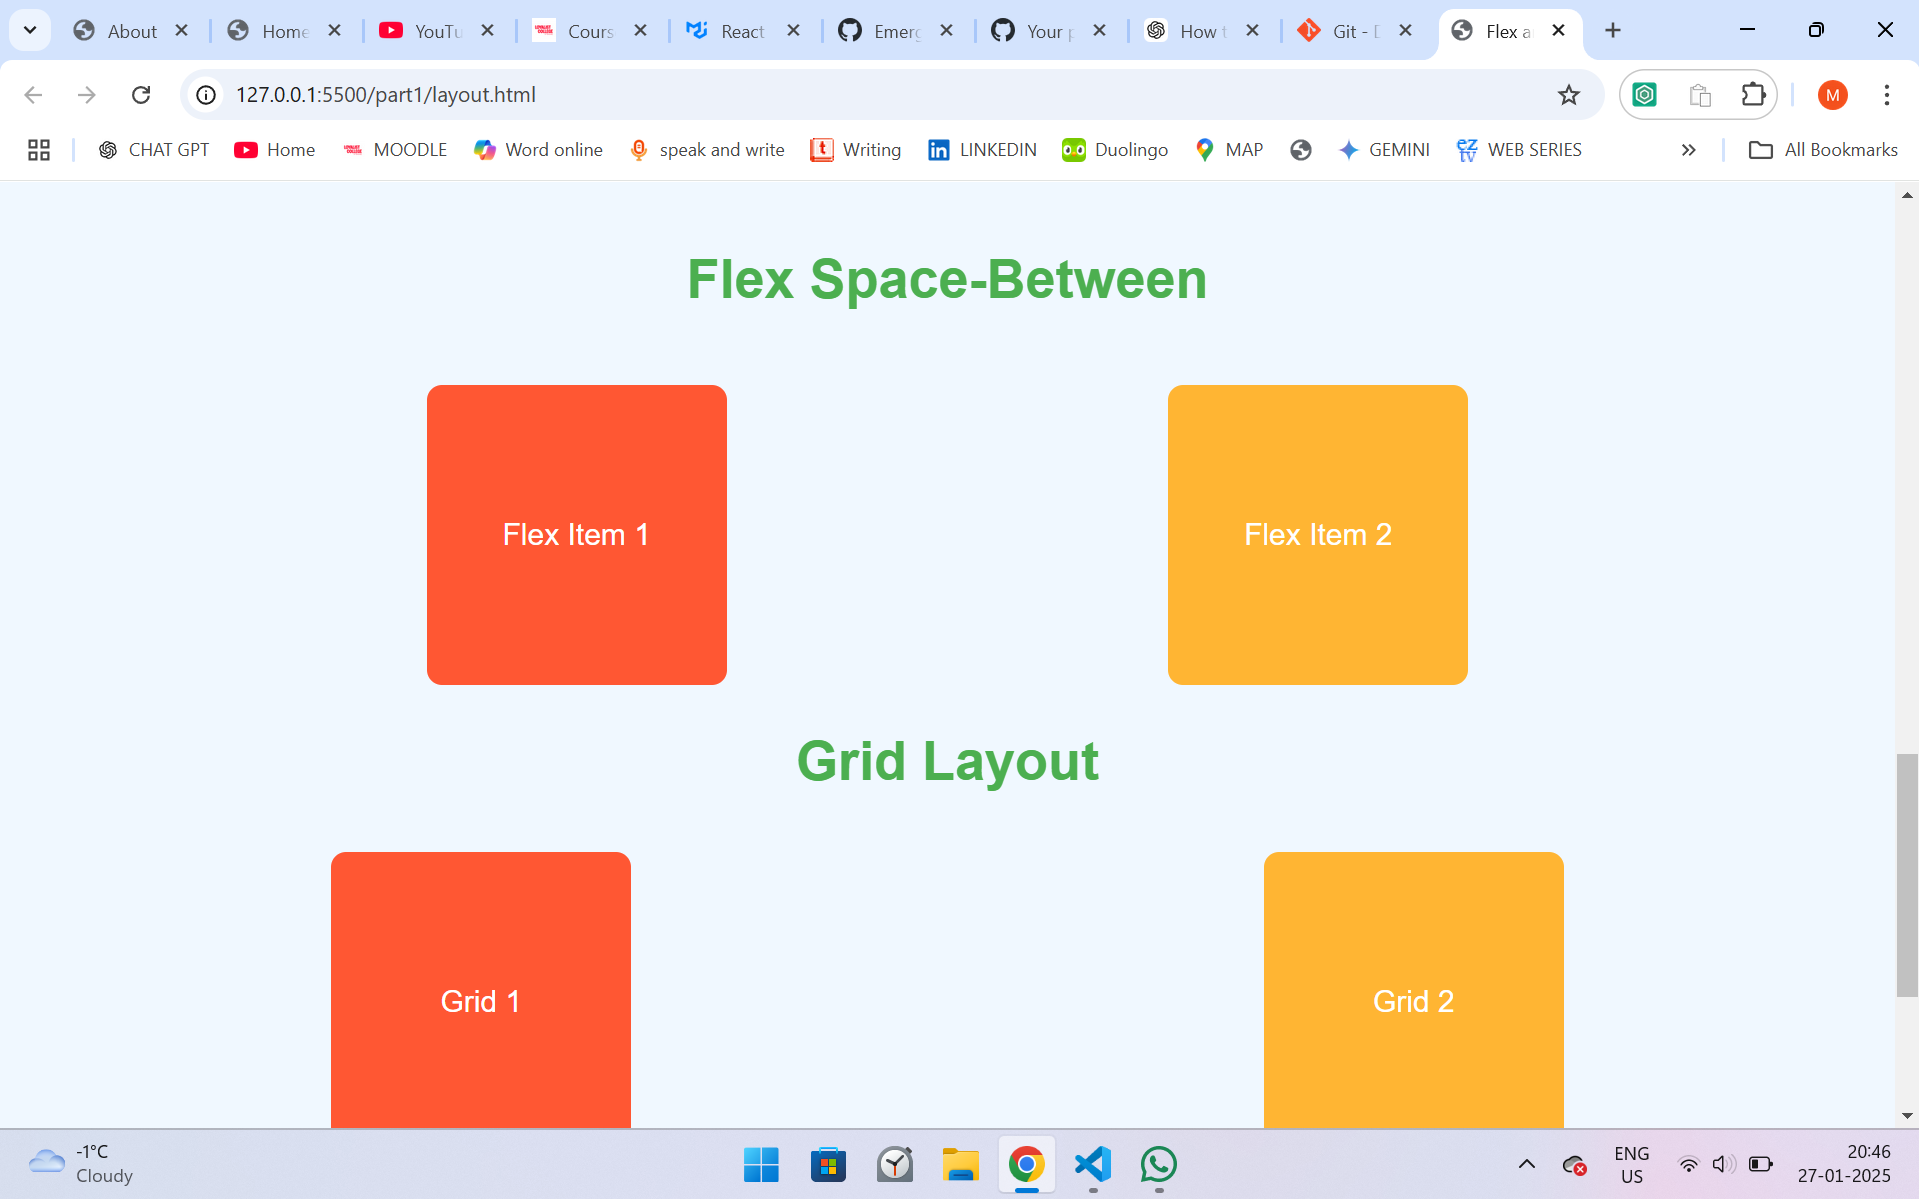 About
Home
YouTu
Cours
React
Emerg
Your p
How t
Git - D
Flex a
127.0.0.1:5500/part1/layout.html
M
CHAT GPT
Home
MOODLE
Word online
speak and write
Writing
LINKEDIN
Duolingo
MAP
GEMINI
WEB SERIES
All Bookmarks
Flex Space-Between
Flex Item 1
Flex Item 2
Grid Layout
Grid 1
Grid 2
-1°C
Cloudy
ENG
US
20:46
27-01-2025